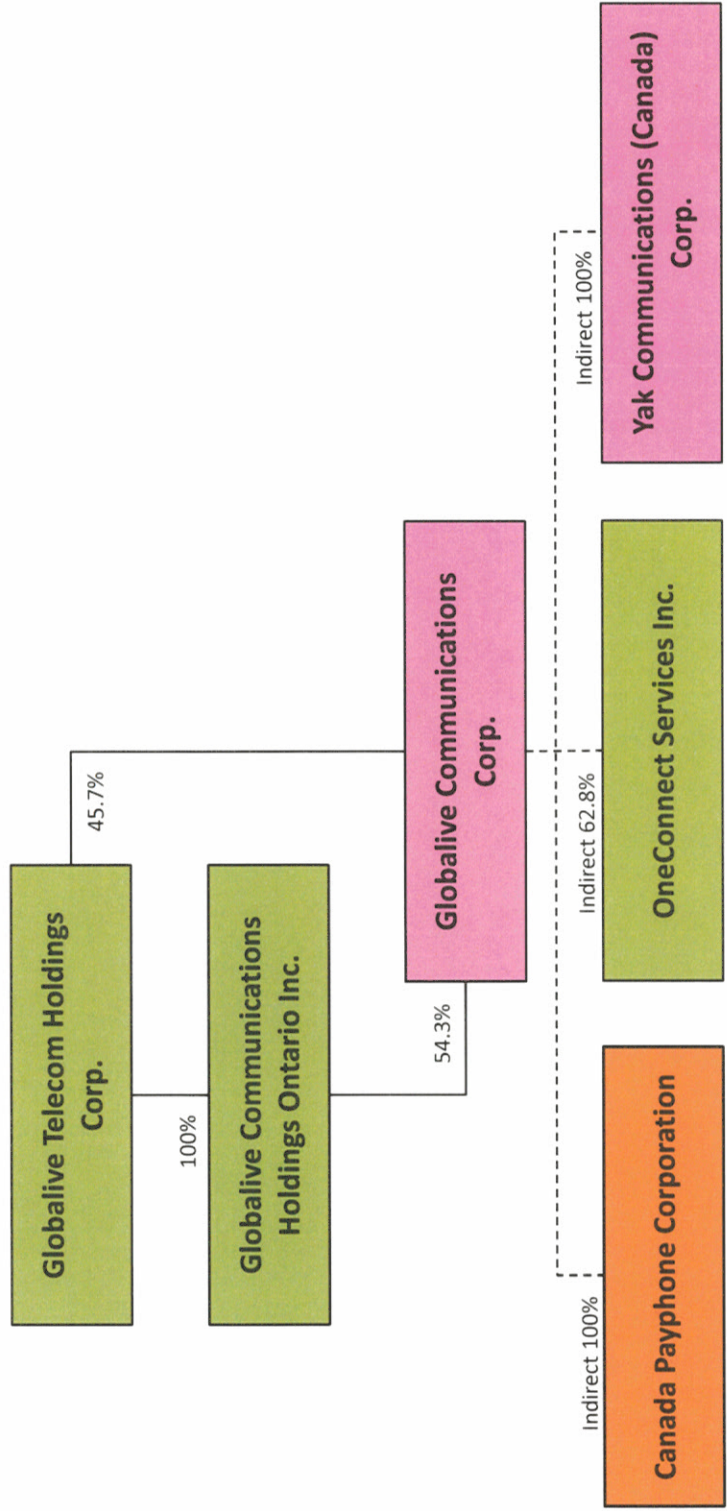 Globalive Telecom Holdings
Corp.
45.7%
100%
Globalive Communications
Holdings Ontario Inc.
54.3%
Globalive Communications
Corp.
Indirect 100%
Indirect 62.8%
Indirect 100%
Canada Payphone Corporation
OneConnect Services Inc.
Yak Communications (Canada)
Corp.